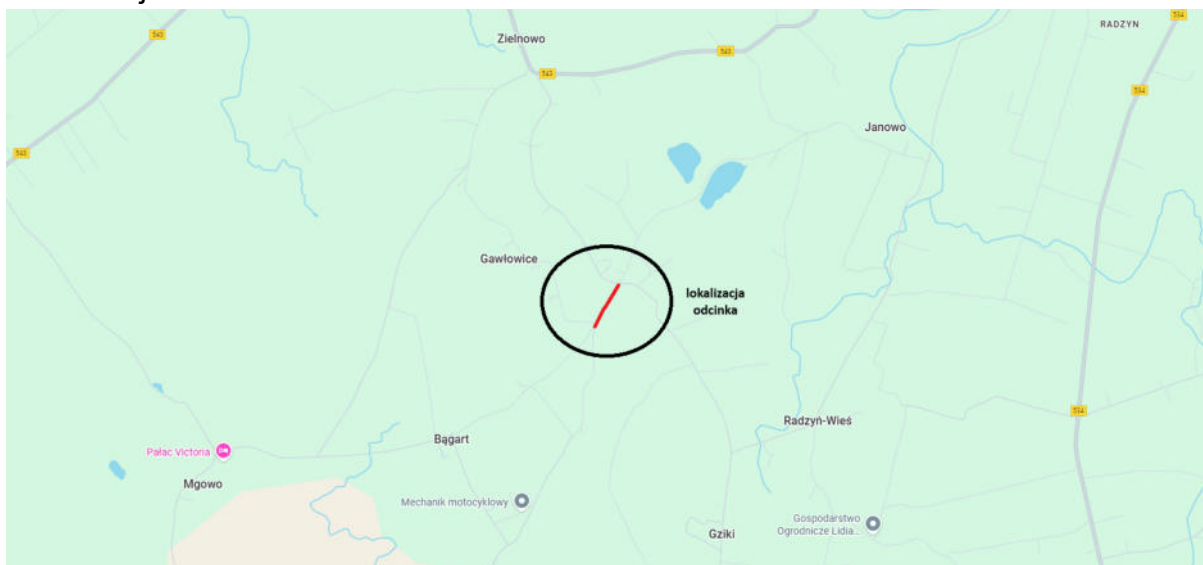 534
RADZYN
543
Zielnowo
543
543
534
Janowo
543
Gawłowice
lokalizacja
odcinka
534
Radzyń-Wieś
Bągart
Pałac Victoria
Mgowo
Mechanik motocyklowy
Gospodarstwo
Ogrodnicze Lidia...
Gziki